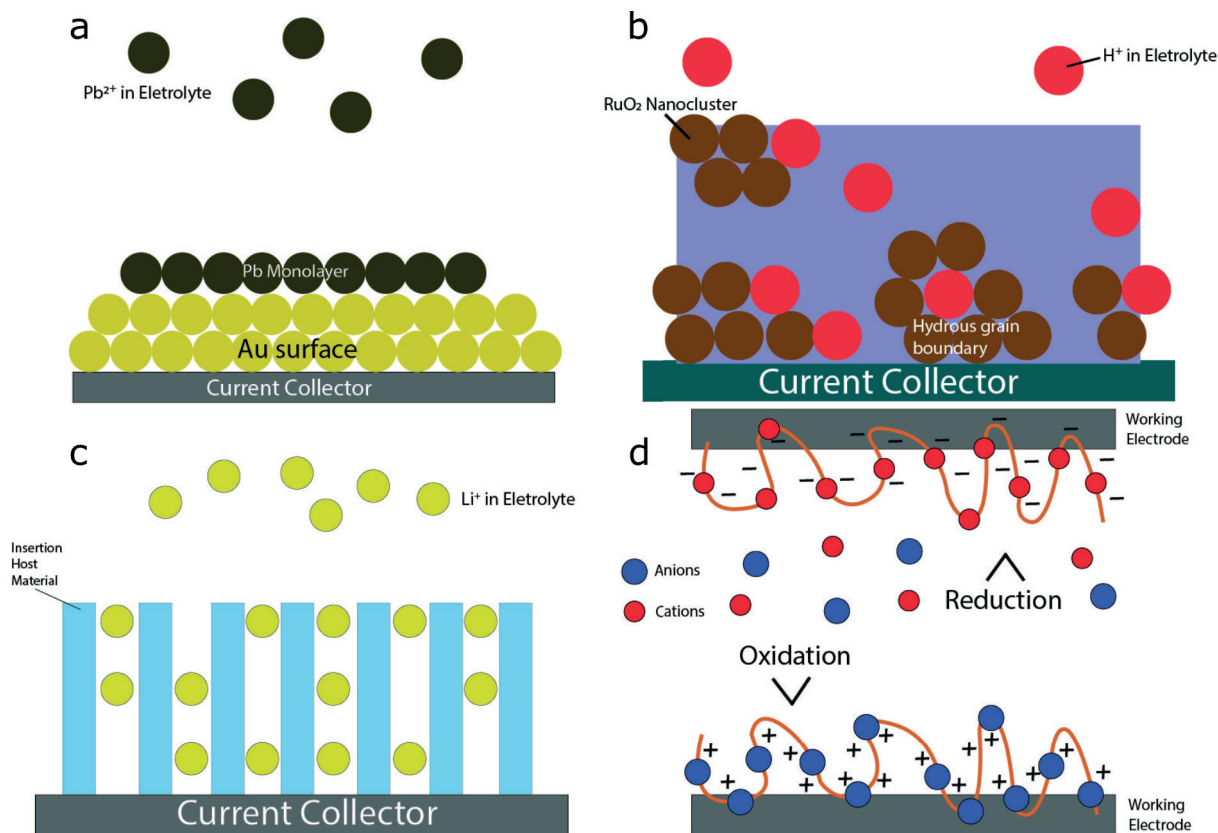 a
Pb²⁺ in Eletrolyte
Pb Monolayer
Au surface
Current Collector
b
H⁺ in Eletrolyte
RuO₂ Nanocluster
Hydrous grain
boundary
Current Collector
c
Li⁺ in Eletrolyte
Insertion
Host
Material
Current Collector
d
Working
Electrode
− − − − − − − − − − − − − − − −
Anions
Cations
Reduction
Oxidation
+ + + + + + + + + + + + + + + +
Working
Electrode